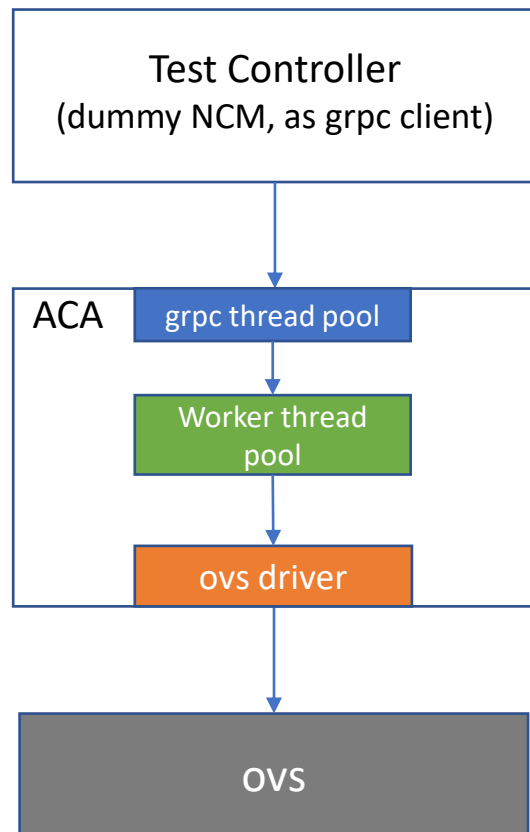 Test Controller
(dummy NCM, as grpc client)
ACA
grpc thread pool
Worker thread
pool
ovs driver
ovs